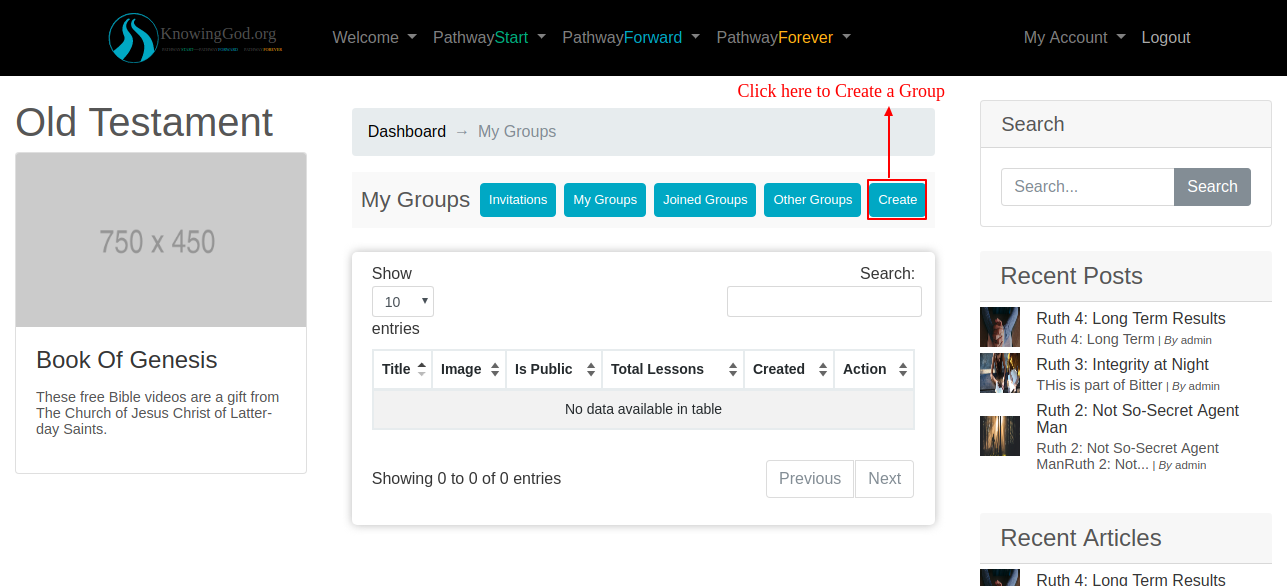 KnowingGod.org
Welcome PathwayStart PathwayForward PathwayForever My Account Logout
Click here to Create a Group
Old Testament
750 x 450
Book Of Genesis
These free Bible videos are a gift from
The Church of Jesus Christ of Latter-
day Saints.
Dashboard → My Groups
My Groups Invitations My Groups Joined Groups Other Groups Create
Show Search:
10
entries
Title Image Is Public Total Lessons Created Action
No data available in table
Showing 0 to 0 of 0 entries Previous Next
Search
Search... Search
Recent Posts
Ruth 4: Long Term Results
Ruth 4: Long Term | By admin
Ruth 3: Integrity at Night
THis is part of Bitter | By admin
Ruth 2: Not So-Secret Agent
Man
Ruth 2: Not So-Secret Agent
ManRuth 2: Not... | By admin
Recent Articles
Ruth 4: Long Term Results